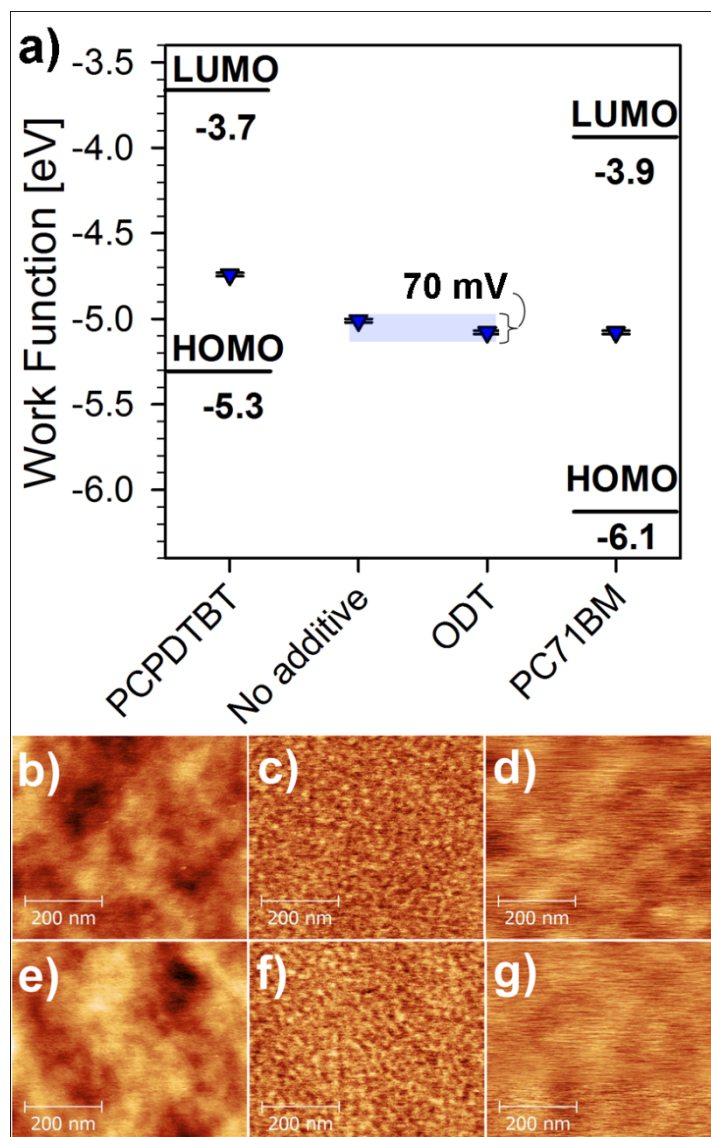 a)
-3.5
LUMO
-3.7
LUMO
-4.0
-3.9
-4.5
70 mV
-5.0
HOMO
-5.3
-5.5
HOMO
-6.0
-6.1
Work Function [eV]
PCPDTBT
No additive
ODT
PC71BM
b)
c)
d)
200 nm
200 nm
200 nm
e)
f)
g)
200 nm
200 nm
200 nm